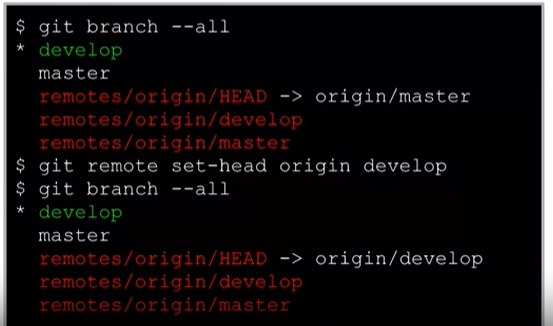 $ git branch --all
* develop
  master
  remotes/origin/HEAD -> origin/master
  remotes/origin/develop
  remotes/origin/master
$ git remote set-head origin develop
$ git branch --all
* develop
  master
  remotes/origin/HEAD -> origin/develop
  remotes/origin/develop
  remotes/origin/master